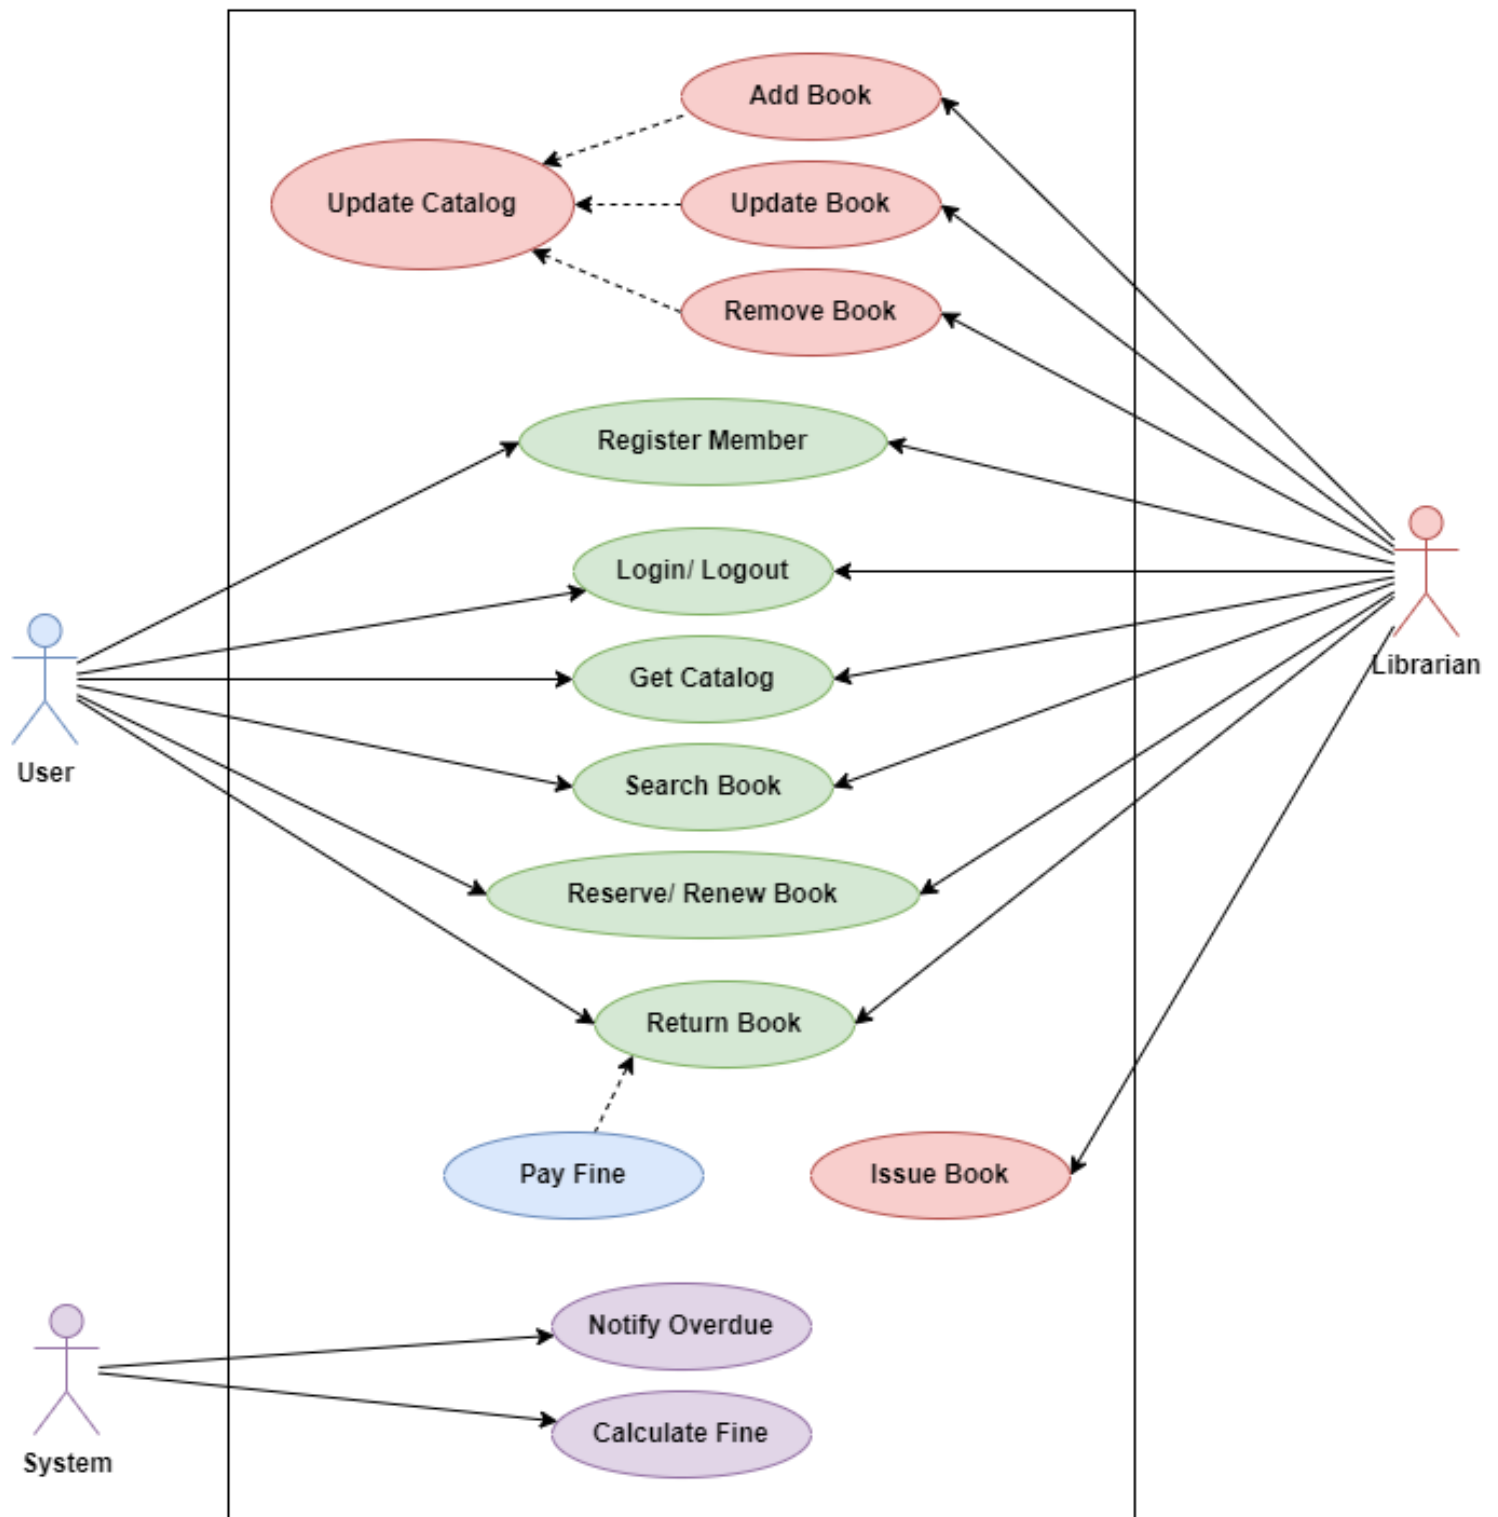 Add Book
Update Catalog
Update Book
Remove Book
Register Member
Login/ Logout
Get Catalog
Librarian
User
Search Book
Reserve/ Renew Book
Return Book
Pay Fine
Issue Book
Notify Overdue
Calculate Fine
System